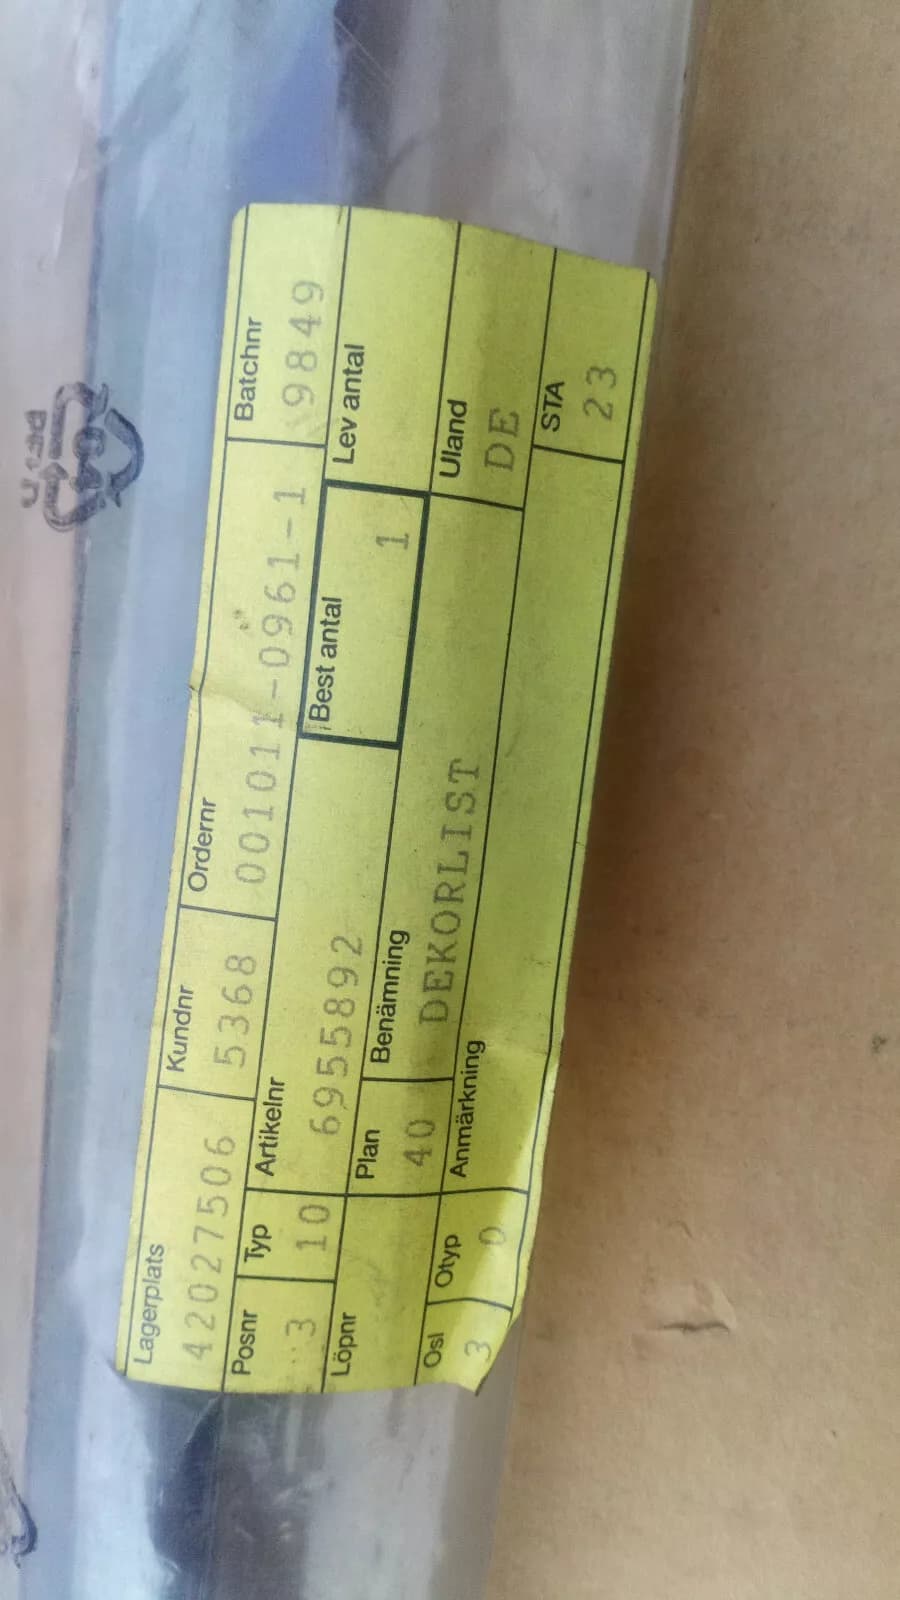 Lagerplats Kundnr Ordernr Batchnr
42027506 5368 001011-0961-1 9849
Posnr Typ Artikelnr Best antal Lev antal
3 10 6955892 1
Löpnr Plan Benämning Uland
40 DEKORLIST DE
Osl Otyp Anmärkning STA
3 0 23